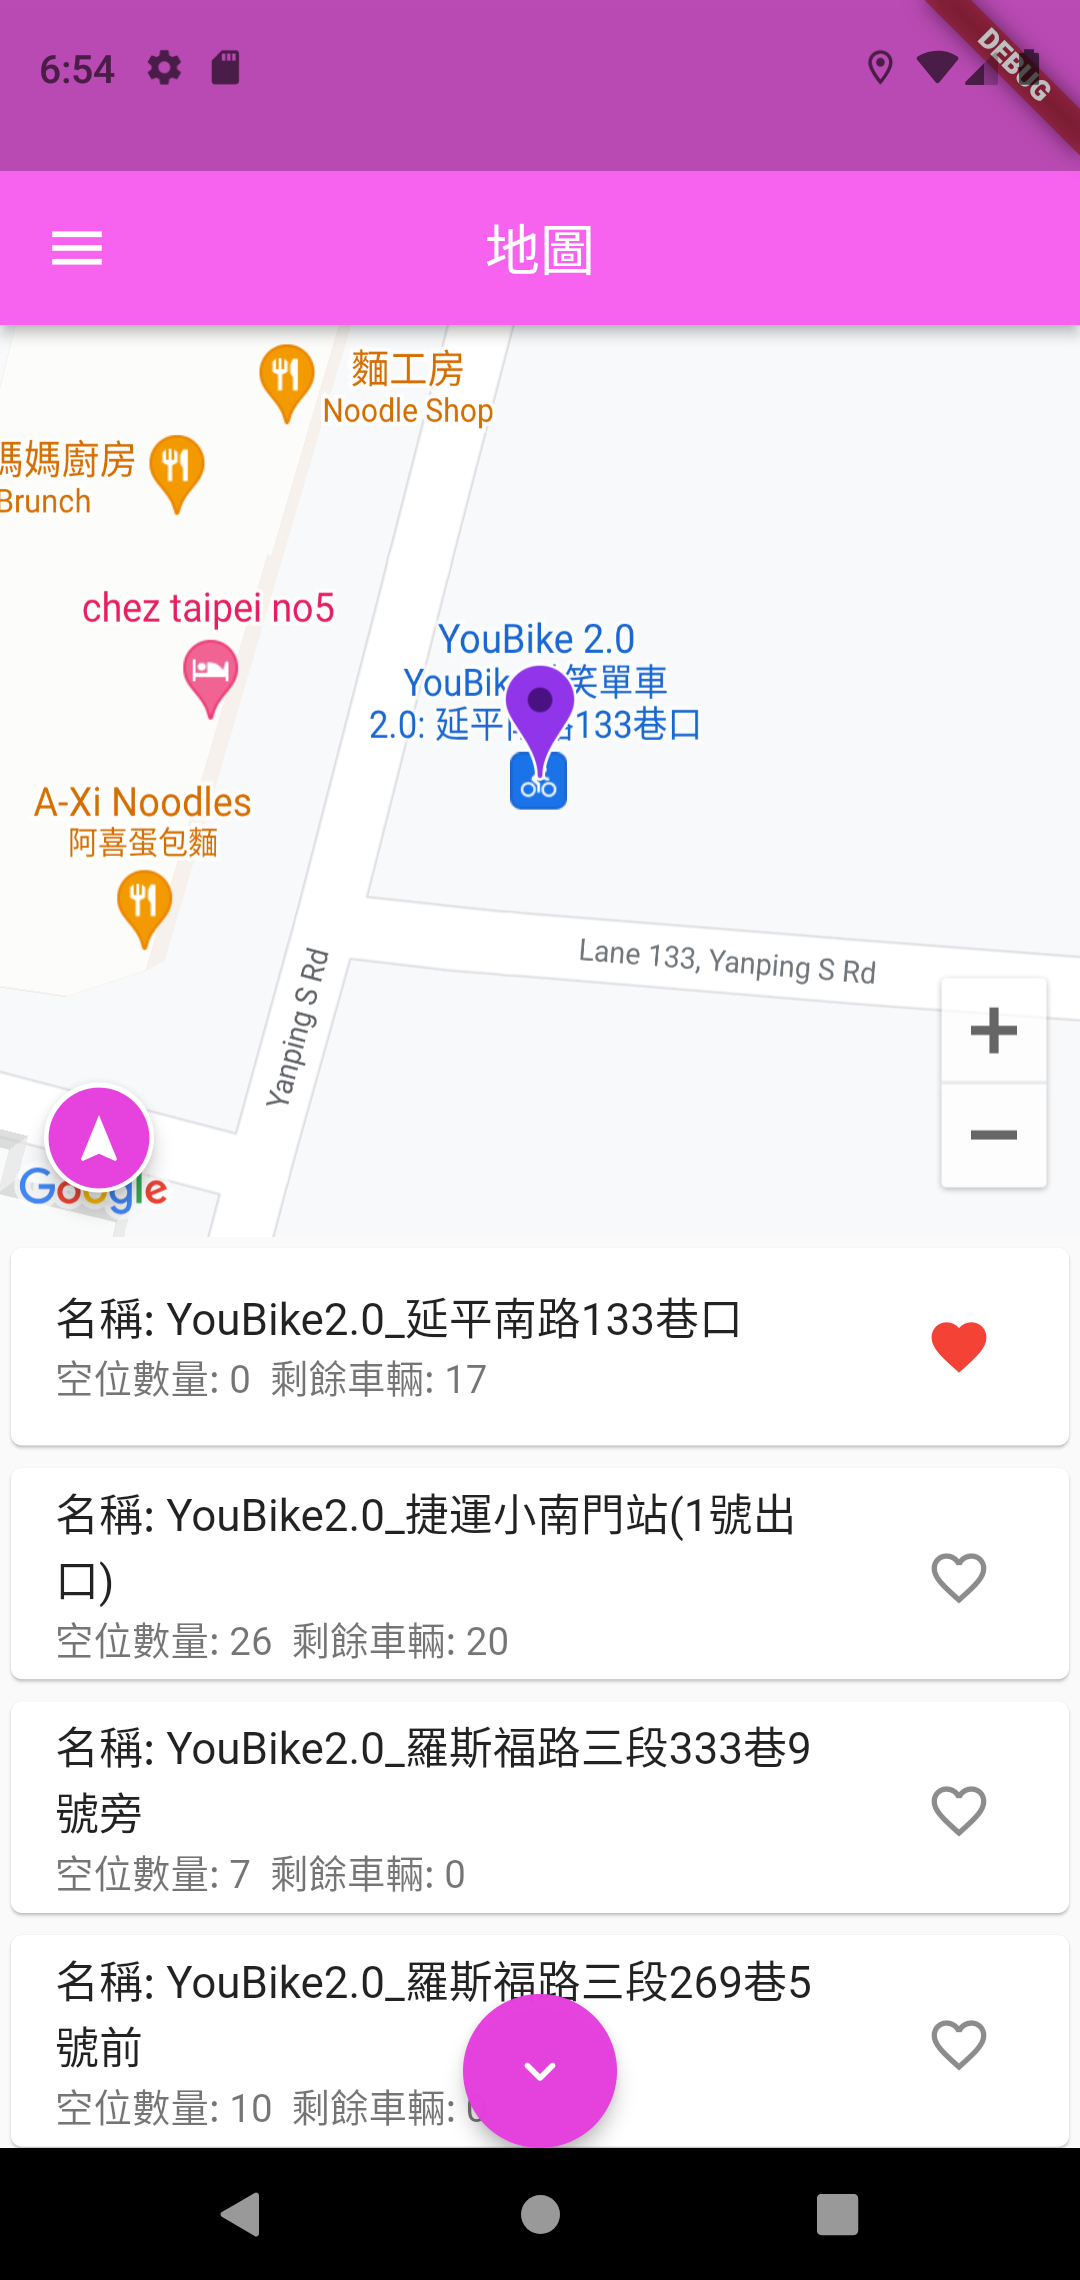 6:54
DEBUG
地圖
麵工房
Noodle Shop
媽媽廚房
Brunch
chez taipei no5
YouBike 2.0
YouBik 笑單車
2.0: 延平 路133巷口
A-Xi Noodles
阿喜蛋包麵
Lane 133, Yanping S Rd
Yanping S Rd
Google
名稱: YouBike2.0_延平南路133巷口
空位數量: 0 剩餘車輛: 17
名稱: YouBike2.0_捷運小南門站(1號出
口)
空位數量: 26 剩餘車輛: 20
名稱: YouBike2.0_羅斯福路三段333巷9
號旁
空位數量: 7 剩餘車輛: 0
名稱: YouBike2.0_羅斯福路三段269巷5
號前
空位數量: 10 剩餘車輛: